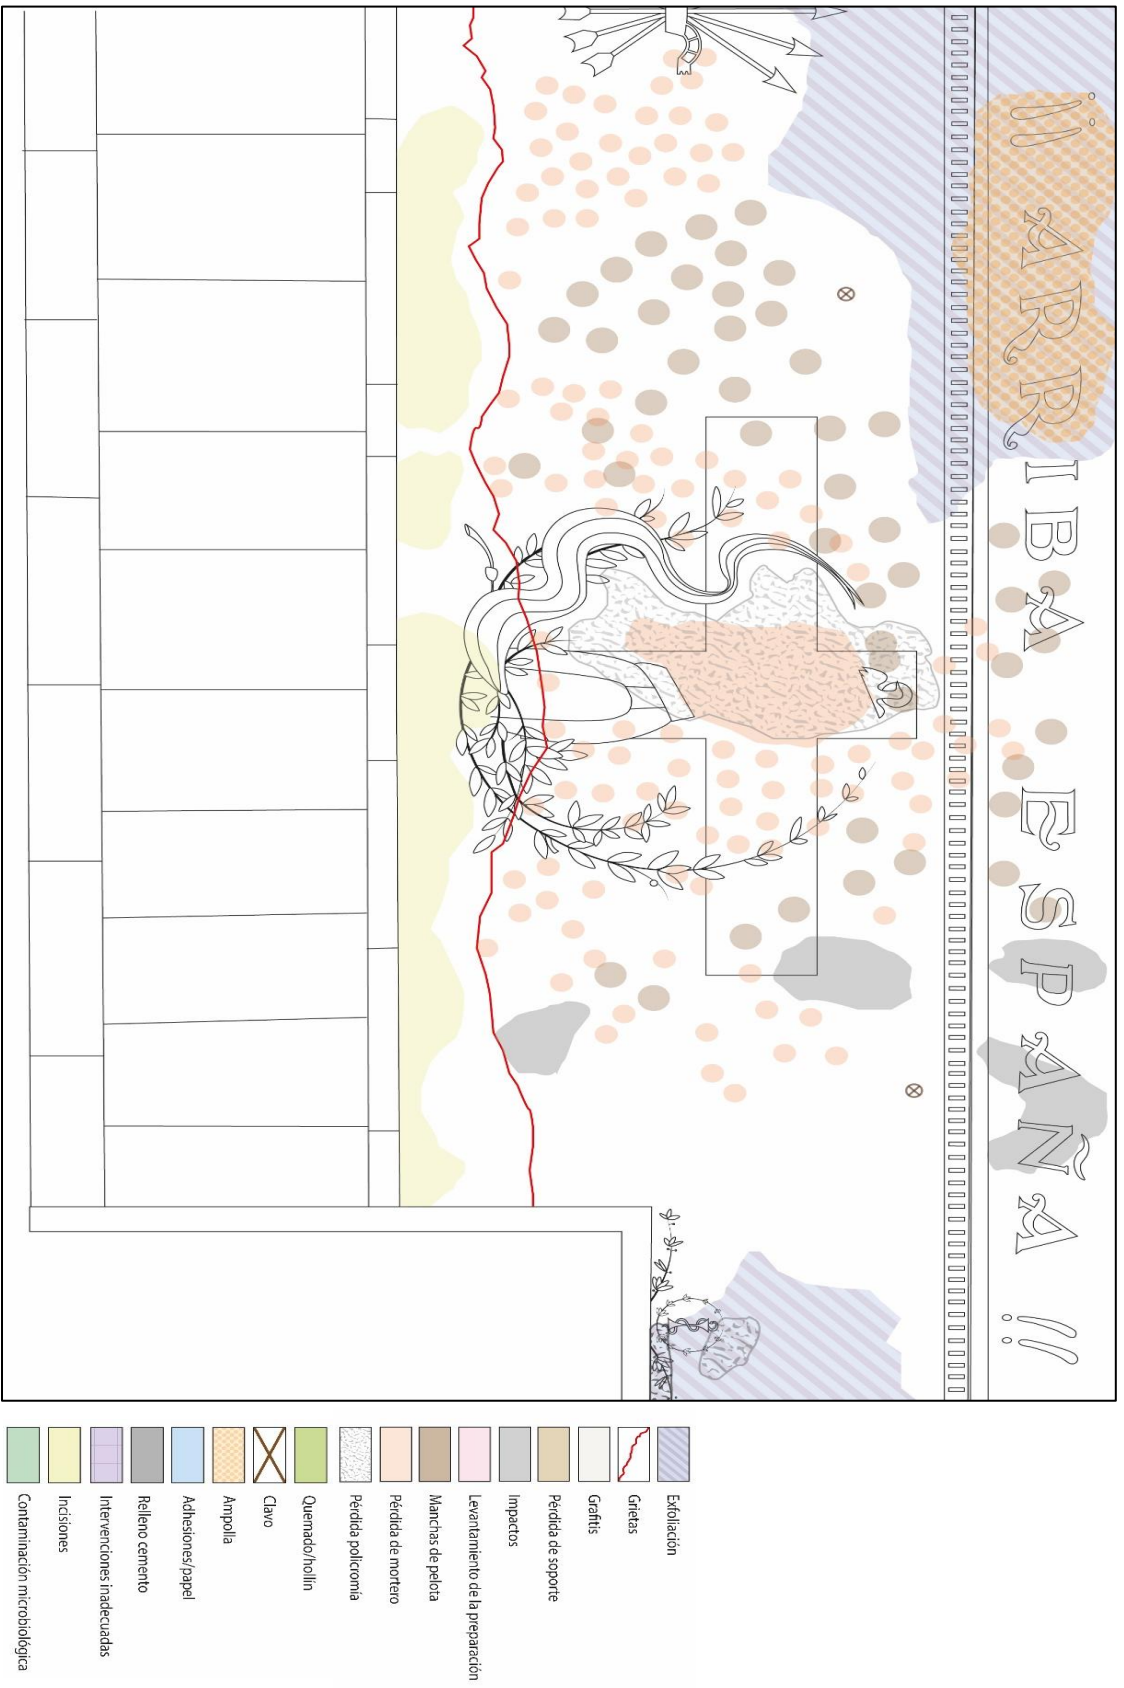 ¡¡ ARRIBA ESPAÑA !!
Exfoliación
Grietas
Grafitis
Pérdida de soporte
Impactos
Levantamiento de la preparación
Manchas de pelota
Pérdida de mortero
Pérdida policromía
Quemado/hollín
Clavo
Ampolla
Adhesiones/papel
Relleno cemento
Intervenciones inadecuadas
Incisiones
Contaminación microbiológica